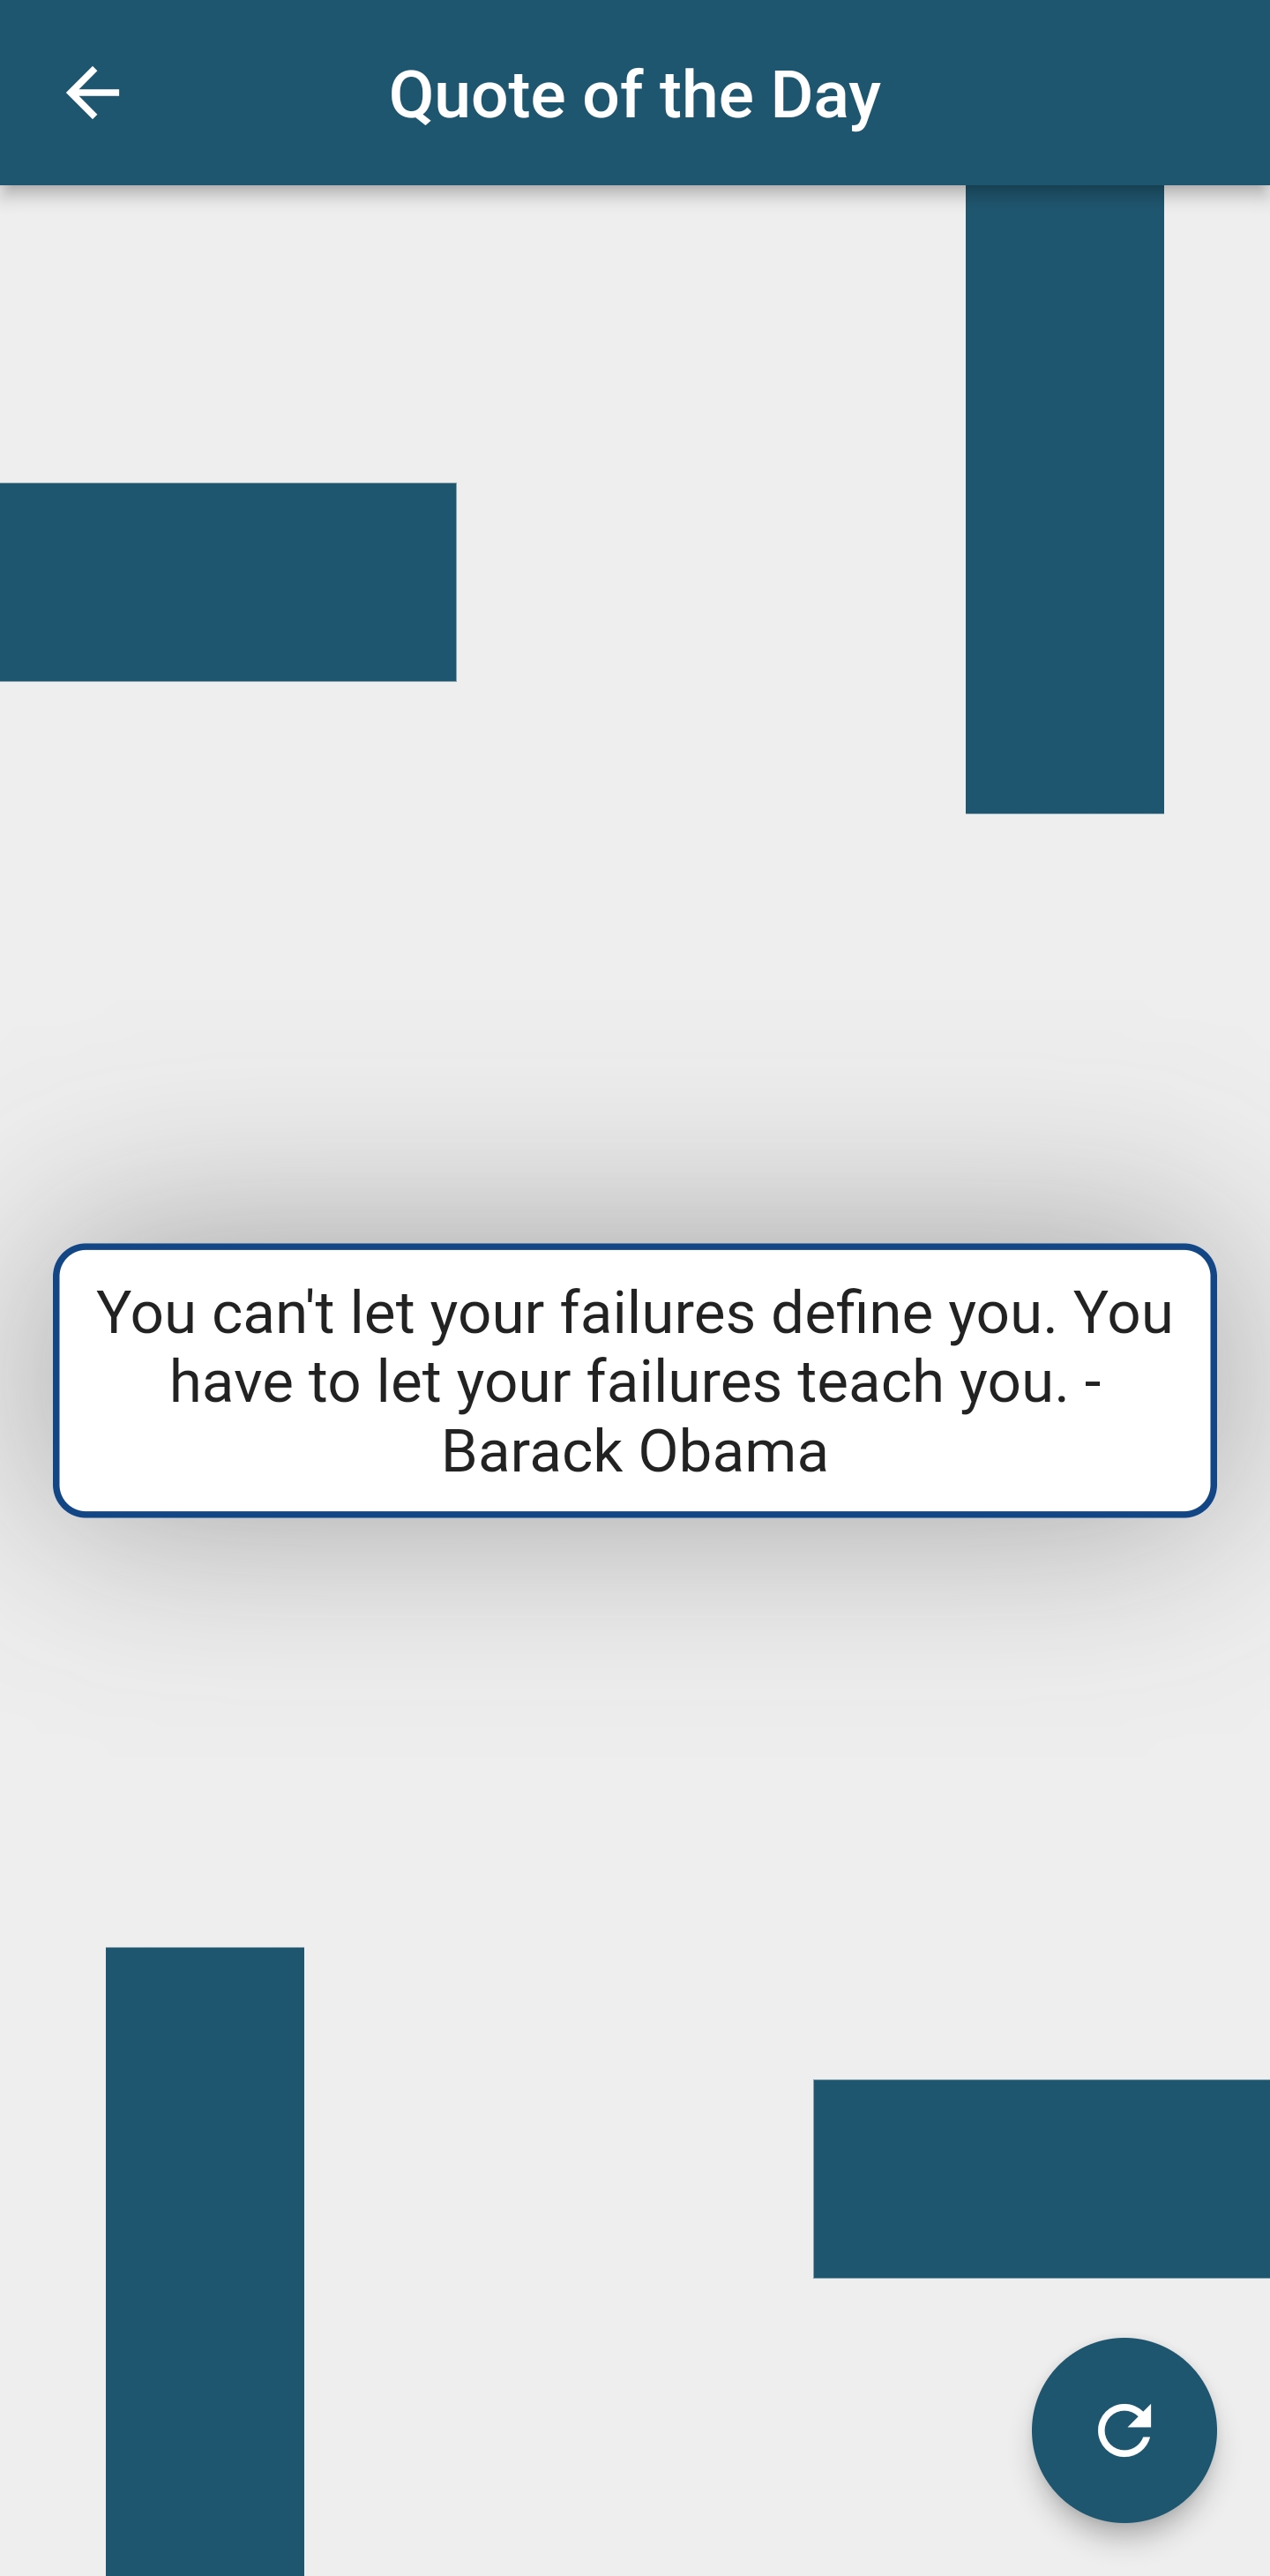 Quote of the Day
You can't let your failures define you. You
have to let your failures teach you. -
Barack Obama